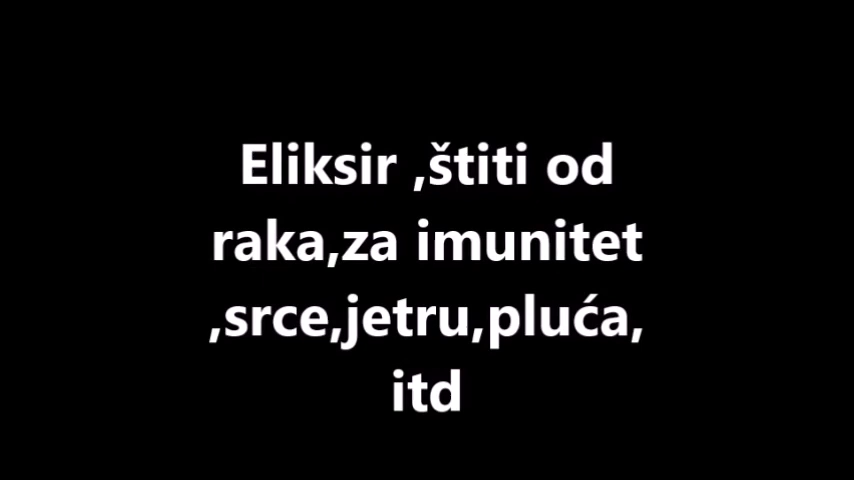 Eliksir ,štiti od
raka,za imunitet
,srce,jetru,pluća,
itd